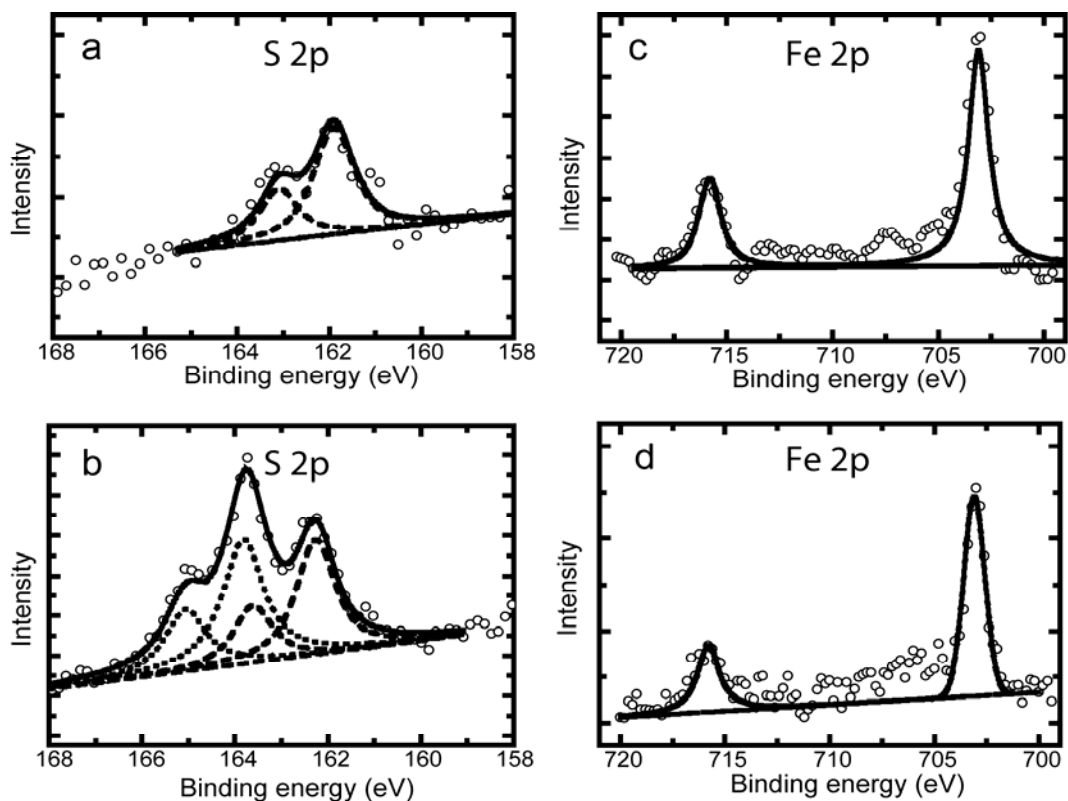 a
S 2p
Intensity
168 166 164 162 160 158
Binding energy (eV)
c
Fe 2p
Intensity
720 715 710 705 700
Binding energy (eV)
b
S 2p
Intensity
168 166 164 162 160 158
Binding energy (eV)
d
Fe 2p
Intensity
720 715 710 705 700
Binding energy (eV)